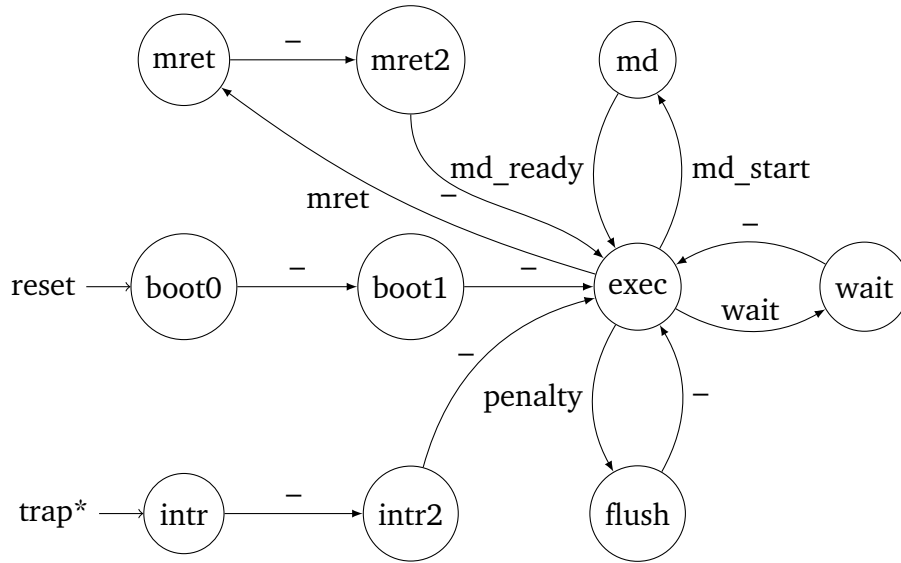 mret
–
mret2
md
md_ready
md_start
–
mret
–
reset
boot0
–
boot1
–
exec
wait
wait
–
penalty
–
trap*
intr
–
intr2
flush